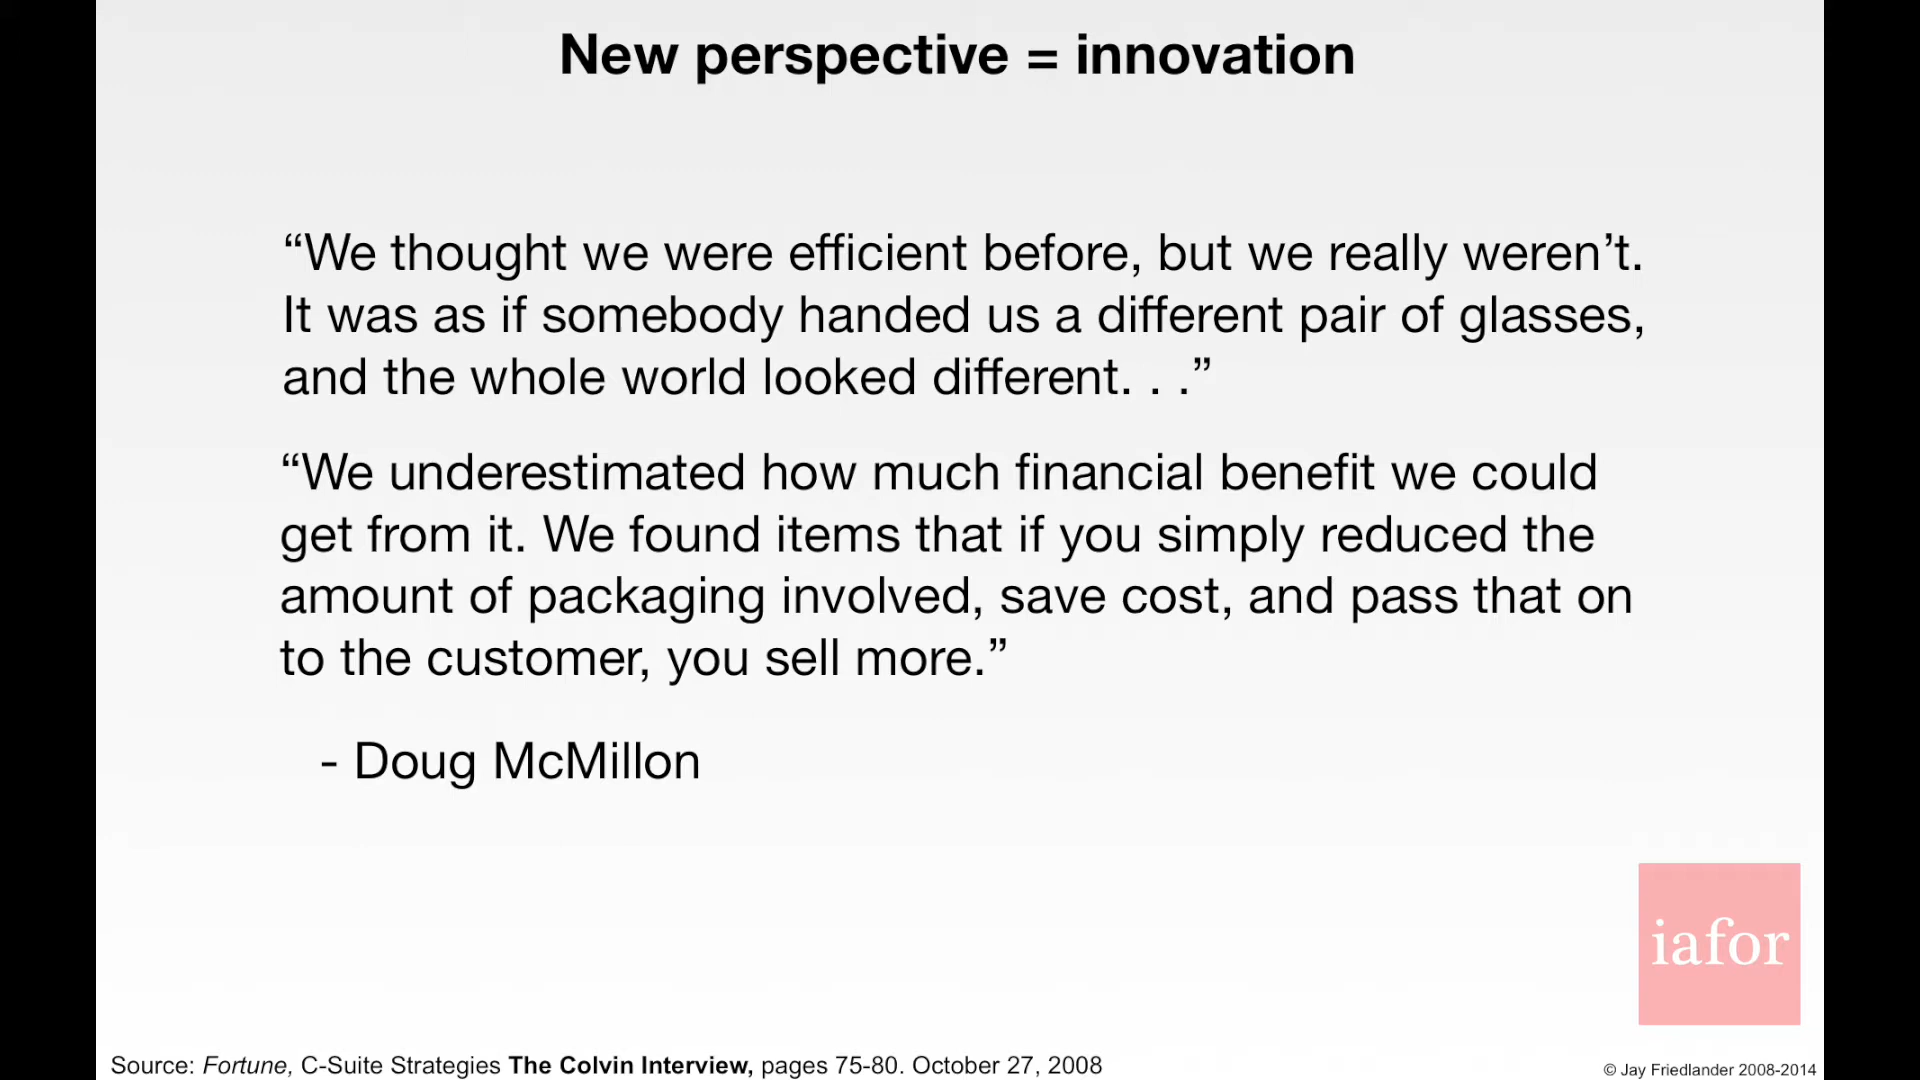 New perspective = innovation
“We thought we were efficient before, but we really weren’t.
It was as if somebody handed us a different pair of glasses,
and the whole world looked different. . .”
“We underestimated how much financial benefit we could
get from it. We found items that if you simply reduced the
amount of packaging involved, save cost, and pass that on
to the customer, you sell more.”
- Doug McMillon
iafor
Source: Fortune, C-Suite Strategies The Colvin Interview, pages 75-80. October 27, 2008
© Jay Friedlander 2008-2014